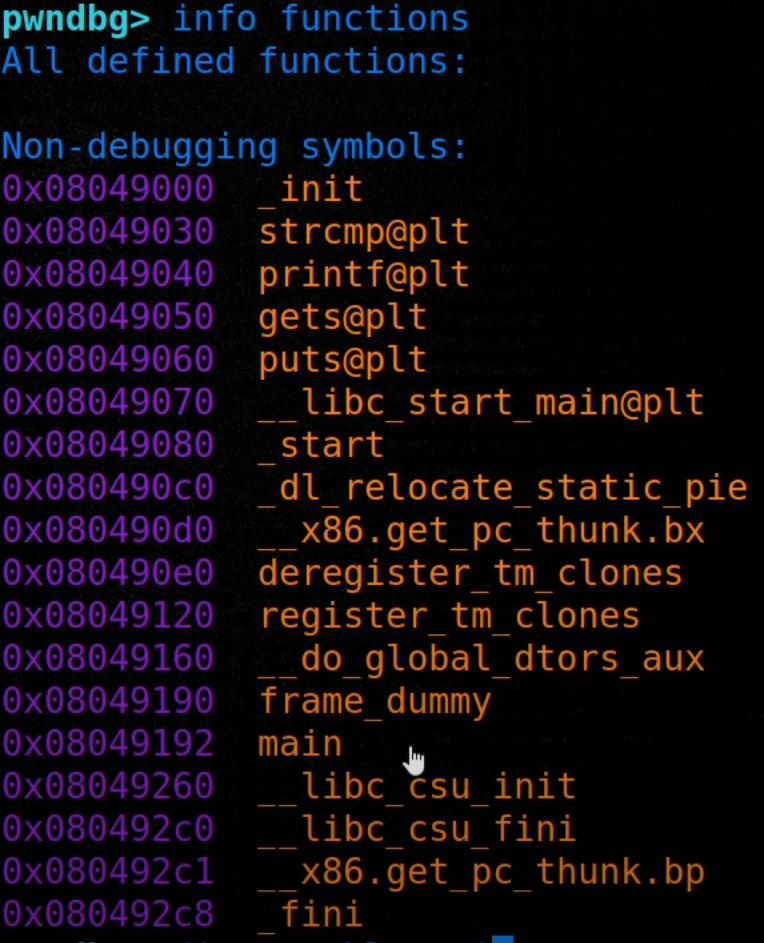 pwndbg> info functions
All defined functions:
Non-debugging symbols:
0x08049000  _init
0x08049030  strcmp@plt
0x08049040  printf@plt
0x08049050  gets@plt
0x08049060  puts@plt
0x08049070  __libc_start_main@plt
0x08049080  _start
0x080490c0  _dl_relocate_static_pie
0x080490d0  __x86.get_pc_thunk.bx
0x080490e0  deregister_tm_clones
0x08049120  register_tm_clones
0x08049160  __do_global_dtors_aux
0x08049190  frame_dummy
0x08049192  main
0x08049260  __libc_csu_init
0x080492c0  __libc_csu_fini
0x080492c1  __x86.get_pc_thunk.bp
0x080492c8  _fini